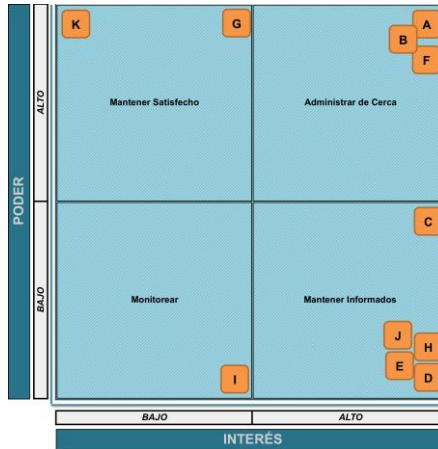 K
G
A
B
F
ALTO
Mantener Satisfecho
Administrar de Cerca
PODER
C
BAJO
Monitorear
Mantener Informados
J
H
E
I
D
BAJO
ALTO
INTERÉS